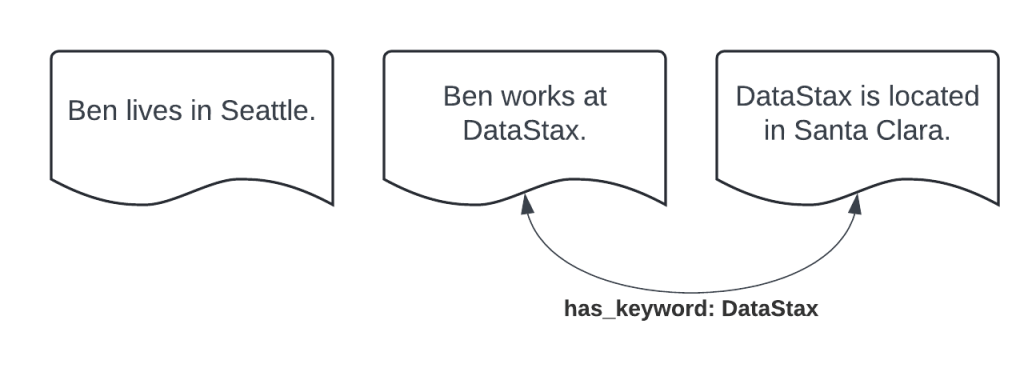 Ben lives in Seattle.
Ben works at
DataStax.
DataStax is located
in Santa Clara.
has_keyword: DataStax